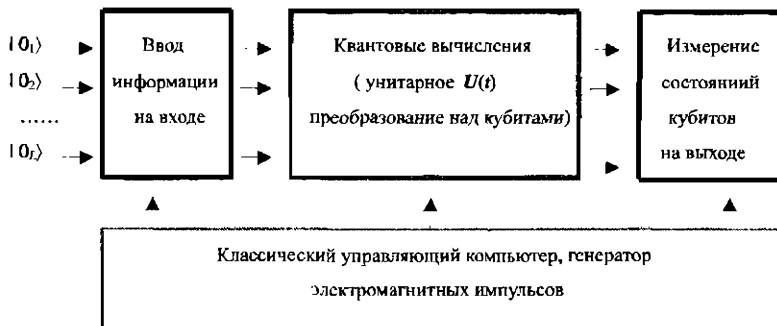 |0₁⟩
|0₂⟩
......
|0_L⟩
Ввод
информации
на входе
Квантовые вычисления
( унитарное U(t)
преобразование над кубитами)
Измерение
состояниий
кубитов
на выходе
Классический управляющий компьютер, генератор
электромагнитных импульсов